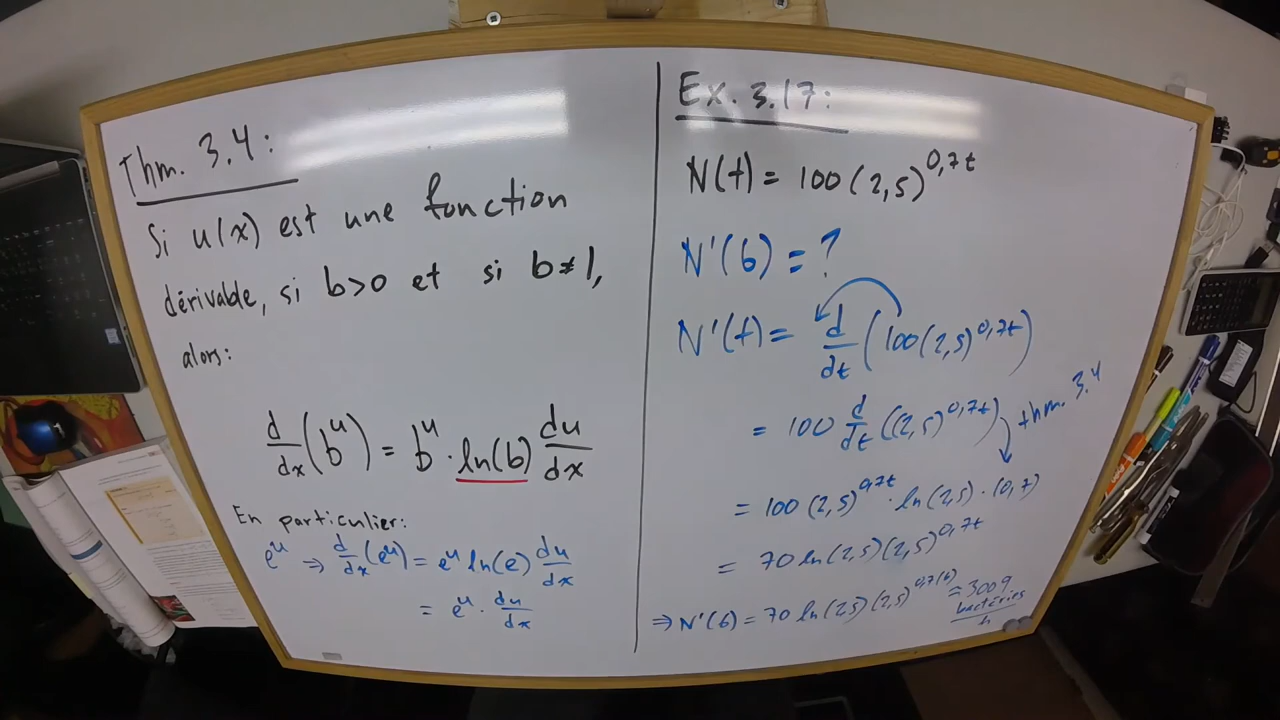 Thm. 3.4:
Si u(x) est une fonction
dérivable, si b>0 et si b≠1,
alors:
d/dx (b^u) = b^u · ln(b) du/dx
En particulier:
e^u ⇒ d/dx (e^u) = e^u ln(e) du/dx
= e^u · du/dx
Ex. 3.17:
N(t) = 100(2,5)^0,7t
N'(6) = ?
N'(t) = d/dt (100(2,5)^0,7t)
= 100 d/dt ((2,5)^0,7t) thm. 3.4
= 100(2,5)^0,7t · ln(2,5) · (0,7)
= 70 ln(2,5)(2,5)^0,7t
⇒ N'(6) = 70 ln(2,5)(2,5)^0,7(6) ≈ 3009 bactéries/h